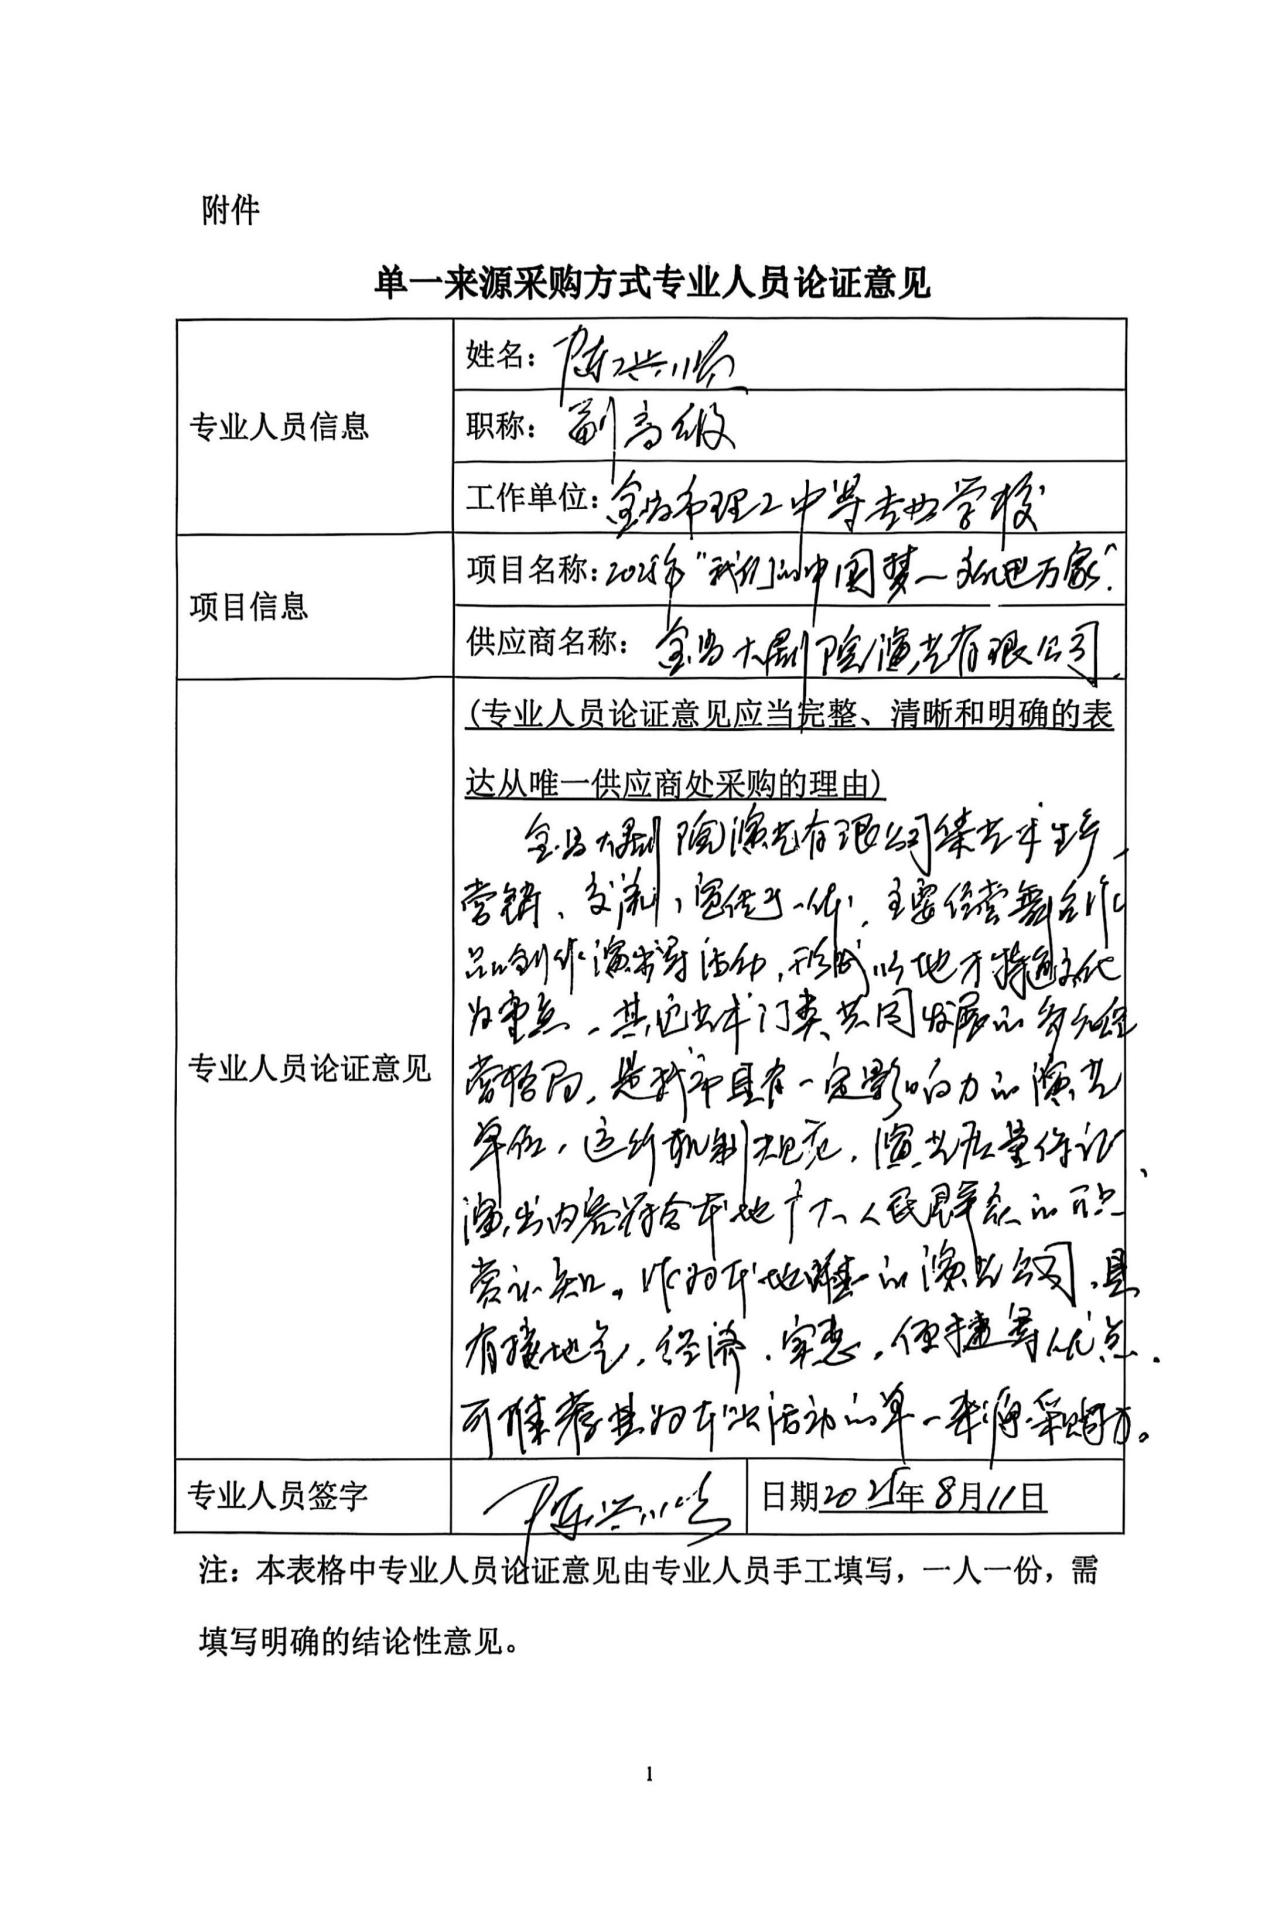 附件
单一来源采购方式专业人员论证意见
专业人员信息
姓名：陈兴顺
职称：副高级
工作单位：金昌市理工中等专业学校
项目信息
项目名称：2025年“我们的中国梦—文化进万家”
供应商名称：金昌大剧院演艺有限公司
专业人员论证意见
(专业人员论证意见应当完整、清晰和明确的表
达从唯一供应商处采购的理由)
金昌大剧院演艺有限公司集艺术生产、
营销、交流、宣传于一体，主要经营舞台作
品创作演出等活动，形成以地方特色文化
为重点、其它艺术门类共同发展的多元经
营格局，是我市具有一定影响力的演艺
单位，运行机制规范，演艺质量保证、
演出内容符合本地广大人民群众的
认知。作为本地唯一的演艺公司，具
有接地气、经济、实惠、便捷等优点，
可推荐其为本次活动的单一来源采购方。
专业人员签字
陈兴顺
日期2025年8月11日
注：本表格中专业人员论证意见由专业人员手工填写，一人一份，需
填写明确的结论性意见。
1